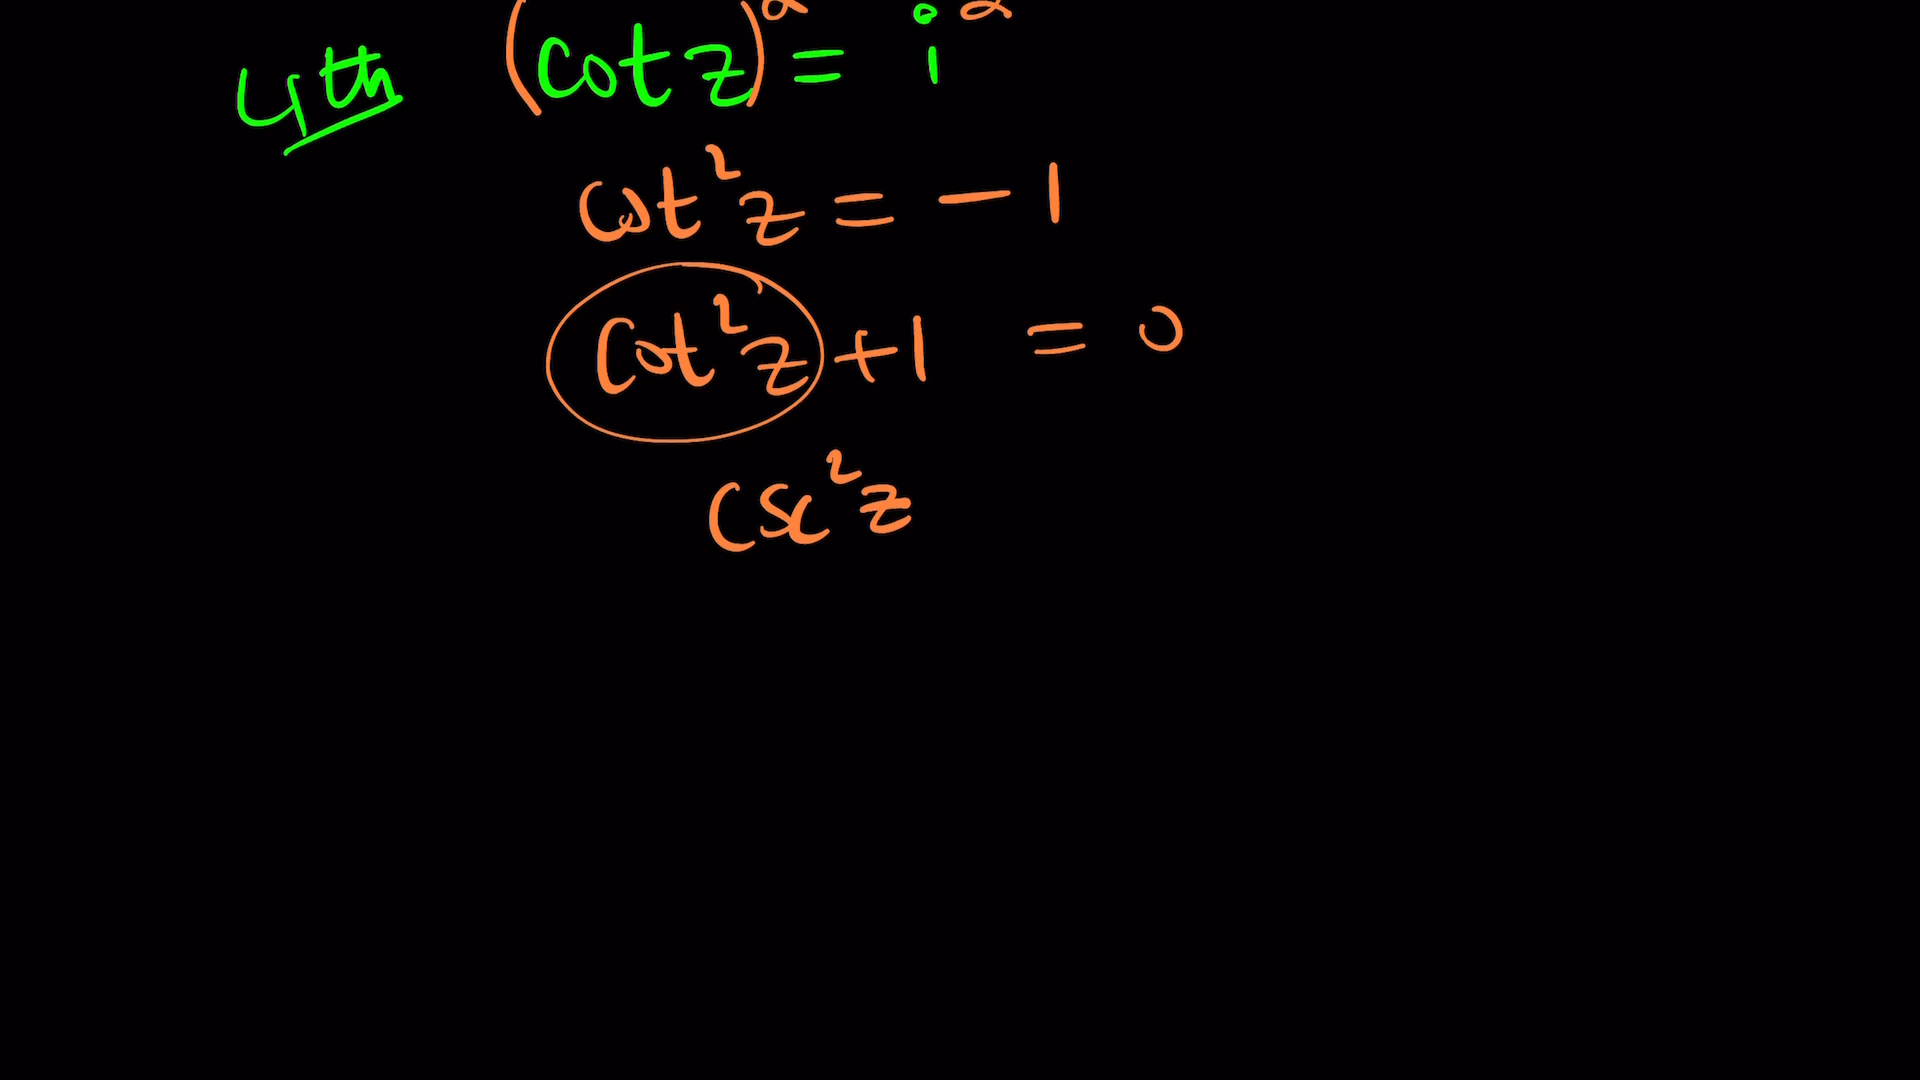 4th (cot z)² = i²
cot²z = -1
cot²z + 1 = 0
csc²z